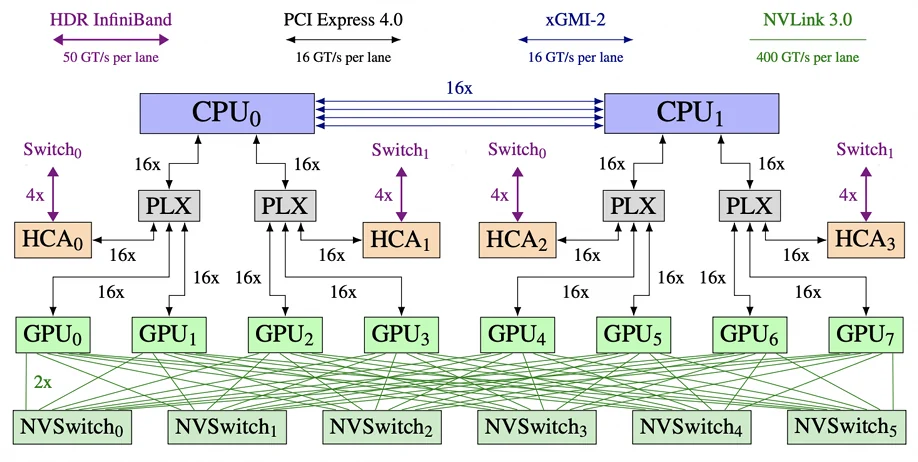 HDR InfiniBand
50 GT/s per lane
PCI Express 4.0
16 GT/s per lane
xGMI-2
16 GT/s per lane
NVLink 3.0
400 GT/s per lane
CPU0
16x
CPU1
Switch0
16x
16x
Switch1
Switch0
16x
16x
Switch1
4x
PLX
PLX
4x
4x
PLX
PLX
4x
HCA0
16x
16x
HCA1
HCA2
16x
16x
HCA3
16x
16x
16x
16x
16x
16x
16x
16x
GPU0
GPU1
GPU2
GPU3
GPU4
GPU5
GPU6
GPU7
2x
NVSwitch0
NVSwitch1
NVSwitch2
NVSwitch3
NVSwitch4
NVSwitch5